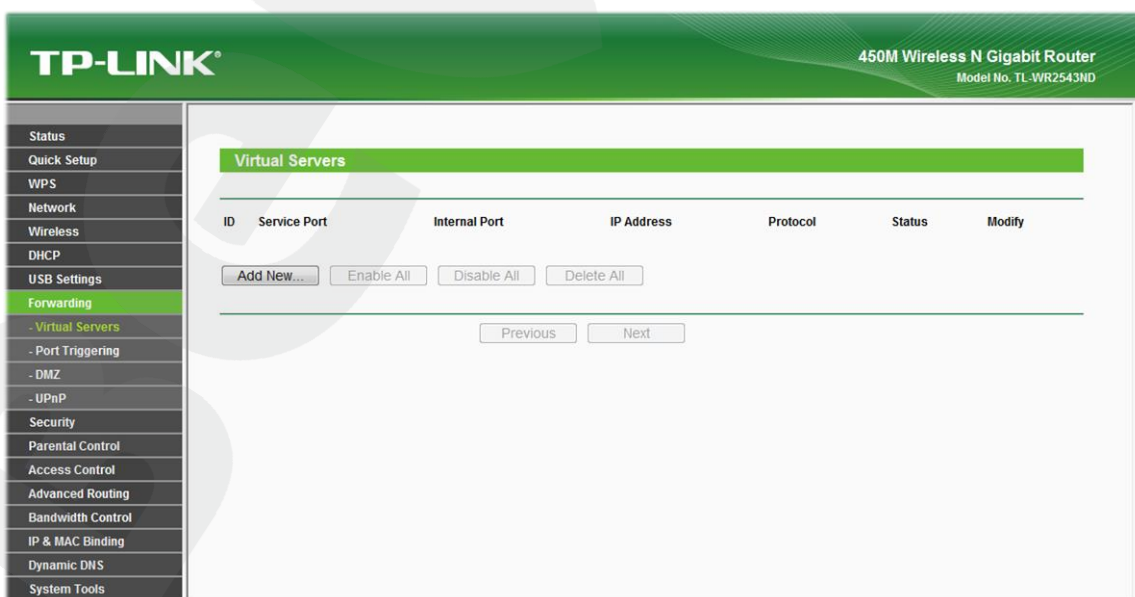 TP-LINK®
450M Wireless N Gigabit Router
Model No. TL-WR2543ND
Status
Quick Setup
WPS
Network
Wireless
DHCP
USB Settings
Forwarding
- Virtual Servers
- Port Triggering
- DMZ
- UPnP
Security
Parental Control
Access Control
Advanced Routing
Bandwidth Control
IP & MAC Binding
Dynamic DNS
System Tools
Virtual Servers
ID Service Port Internal Port IP Address Protocol Status Modify
Add New... Enable All Disable All Delete All
Previous Next